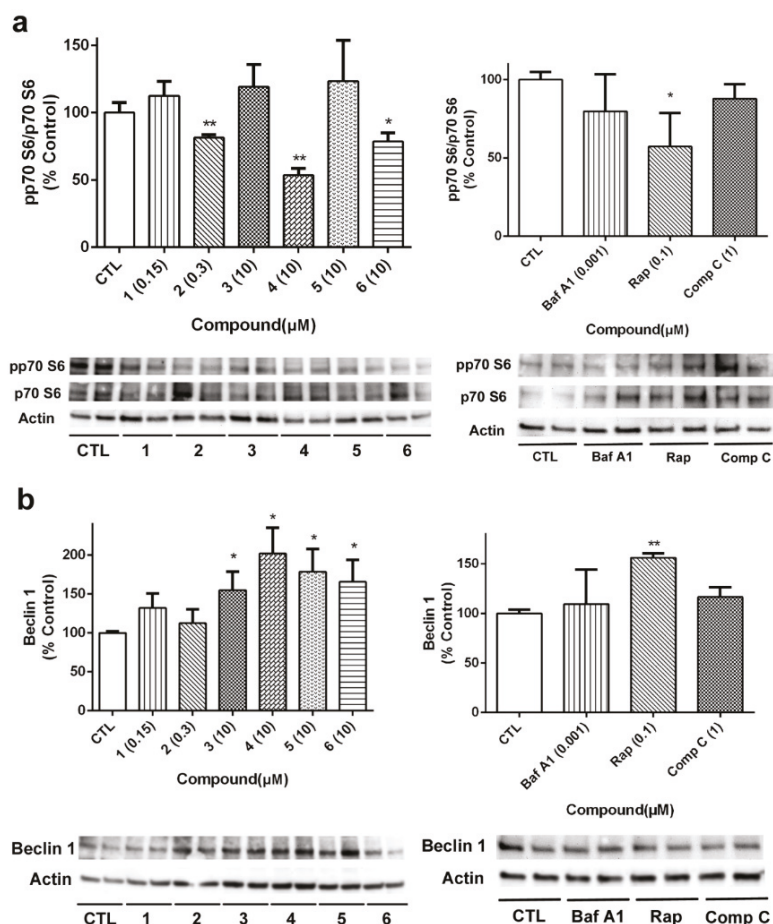 a
pp70 S6/p70 S6
(% Control)
150
100
50
0
**
**
*
CTL
1 (0.15)
2 (0.3)
3 (10)
4 (10)
5 (10)
6 (10)
Compound(µM)
pp70 S6/p70 S6
(% Control)
100
50
0
*
CTL
Baf A1 (0.001)
Rap (0.1)
Comp C (1)
Compound(µM)
pp70 S6
p70 S6
Actin
CTL 1 2 3 4 5 6
pp70 S6
p70 S6
Actin
CTL Baf A1 Rap Comp C
b
Beclin 1
(% Control)
200
150
100
50
0
*
*
*
*
CTL
1 (0.15)
2 (0.3)
3 (10)
4 (10)
5 (10)
6 (10)
Compound(µM)
Beclin 1
(% Control)
150
100
50
0
**
CTL
Baf A1 (0.001)
Rap (0.1)
Comp C (1)
Compound(µM)
Beclin 1
Actin
CTL 1 2 3 4 5 6
Beclin 1
Actin
CTL Baf A1 Rap Comp C